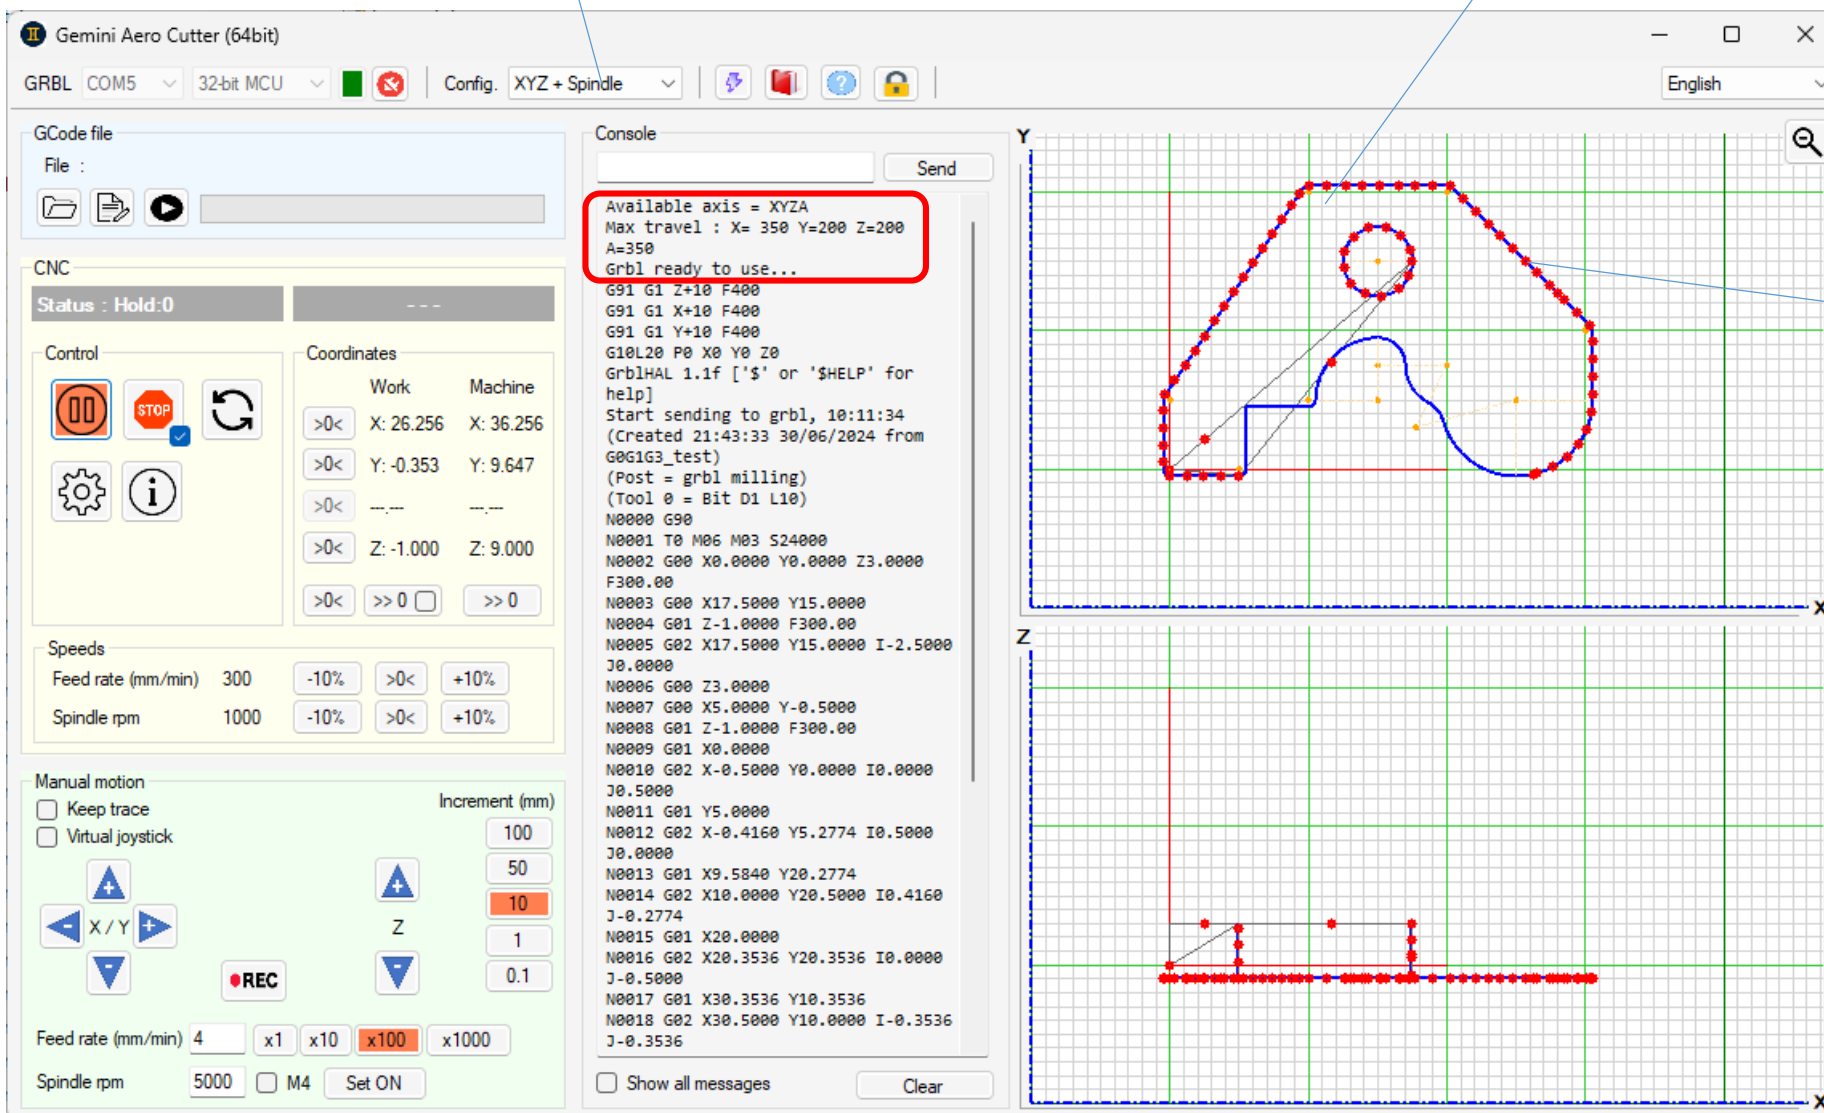 Gemini Aero Cutter (64bit)
GRBL COM5 32-bit MCU Config. XYZ + Spindle English
GCode file
File :
CNC
Status : Hold:0 ---
Control
STOP
Coordinates
Work Machine
>0< X: 26.256 X: 36.256
>0< Y: -0.353 Y: 9.647
>0< ---.--- ---.---
>0< Z: -1.000 Z: 9.000
>0< >> 0 >> 0
Speeds
Feed rate (mm/min) 300 -10% >0< +10%
Spindle rpm 1000 -10% >0< +10%
Manual motion
Keep trace
Virtual joystick
Increment (mm)
100
50
10
1
0.1
X / Y
Z
REC
Feed rate (mm/min) 4 x1 x10 x100 x1000
Spindle rpm 5000 M4 Set ON
Console
Send
Available axis = XYZA
Max travel : X= 350 Y=200 Z=200
A=350
Grbl ready to use...
G91 G1 Z+10 F400
G91 G1 X+10 F400
G91 G1 Y+10 F400
G10L20 P0 X0 Y0 Z0
GrblHAL 1.1f ['$' or '$HELP' for
help]
Start sending to grbl, 10:11:34
(Created 21:43:33 30/06/2024 from
G0G1G3_test)
(Post = grbl milling)
(Tool 0 = Bit D1 L10)
N0000 G90
N0001 T0 M06 M03 S24000
N0002 G00 X0.0000 Y0.0000 Z3.0000
F300.00
N0003 G00 X17.5000 Y15.0000
N0004 G01 Z-1.0000 F300.00
N0005 G02 X17.5000 Y15.0000 I-2.5000
J0.0000
N0006 G00 Z3.0000
N0007 G00 X5.0000 Y-0.5000
N0008 G01 Z-1.0000 F300.00
N0009 G01 X0.0000
N0010 G02 X-0.5000 Y0.0000 I0.0000
J0.5000
N0011 G01 Y5.0000
N0012 G02 X-0.4160 Y5.2774 I0.5000
J0.0000
N0013 G01 X9.5840 Y20.2774
N0014 G02 X10.0000 Y20.5000 I0.4160
J-0.2774
N0015 G01 X20.0000
N0016 G02 X20.3536 Y20.3536 I0.0000
J-0.5000
N0017 G01 X30.3536 Y10.3536
N0018 G02 X30.5000 Y10.0000 I-0.3536
J-0.3536
Show all messages Clear
Y
X
Z
X